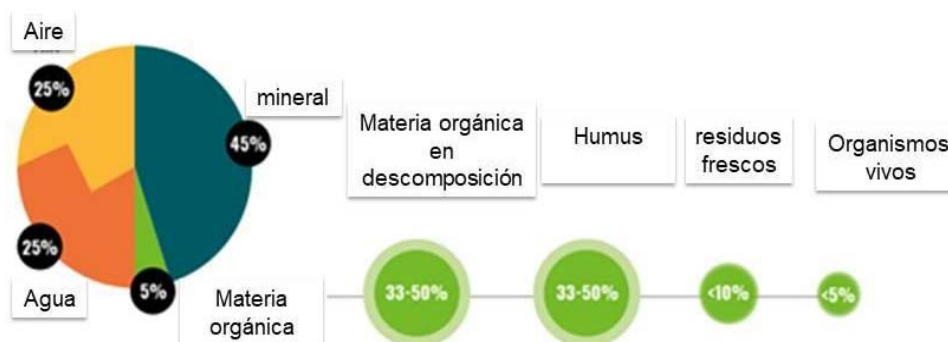 Aire
25%
mineral
45%
25%
Agua
5%
Materia
orgánica
Materia orgánica
en
descomposición
33-50%
Humus
33-50%
residuos
frescos
<10%
Organismos
vivos
<5%